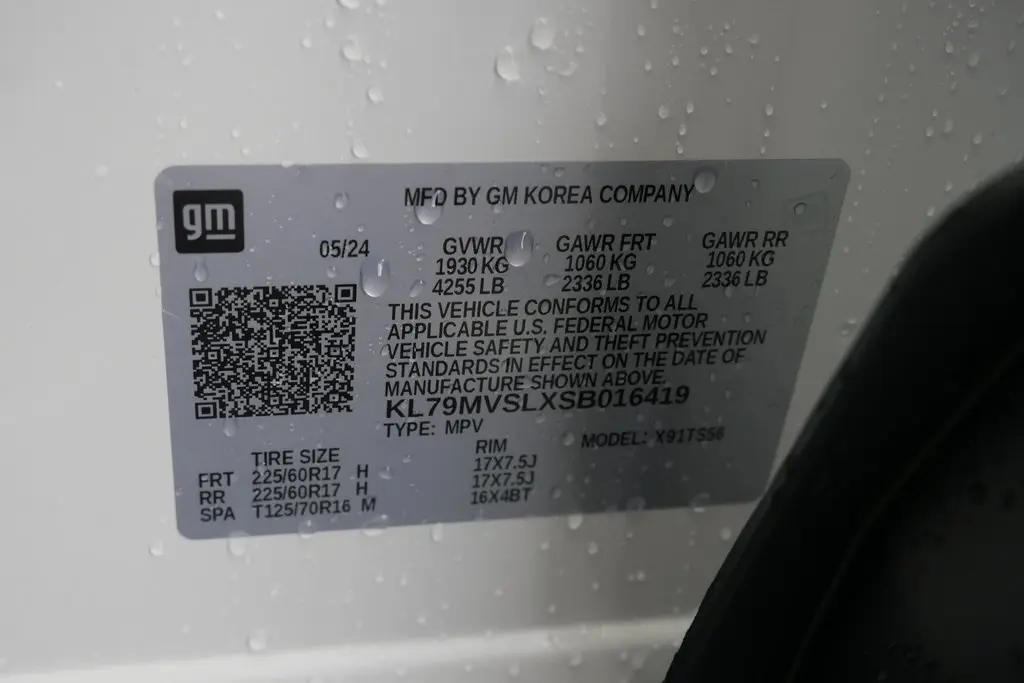 gm
MFD BY GM KOREA COMPANY
05/24 GVWR GAWR FRT GAWR RR
1930 KG 1060 KG 1060 KG
4255 LB 2336 LB 2336 LB
THIS VEHICLE CONFORMS TO ALL
APPLICABLE U.S. FEDERAL MOTOR
VEHICLE SAFETY AND THEFT PREVENTION
STANDARDS IN EFFECT ON THE DATE OF
MANUFACTURE SHOWN ABOVE.
KL79MVSLXSB016419
TYPE: MPV MODEL: X91TS56
TIRE SIZE RIM
FRT 225/60R17 H 17X7.5J
RR 225/60R17 H 17X7.5J
SPA T125/70R16 M 16X4BT